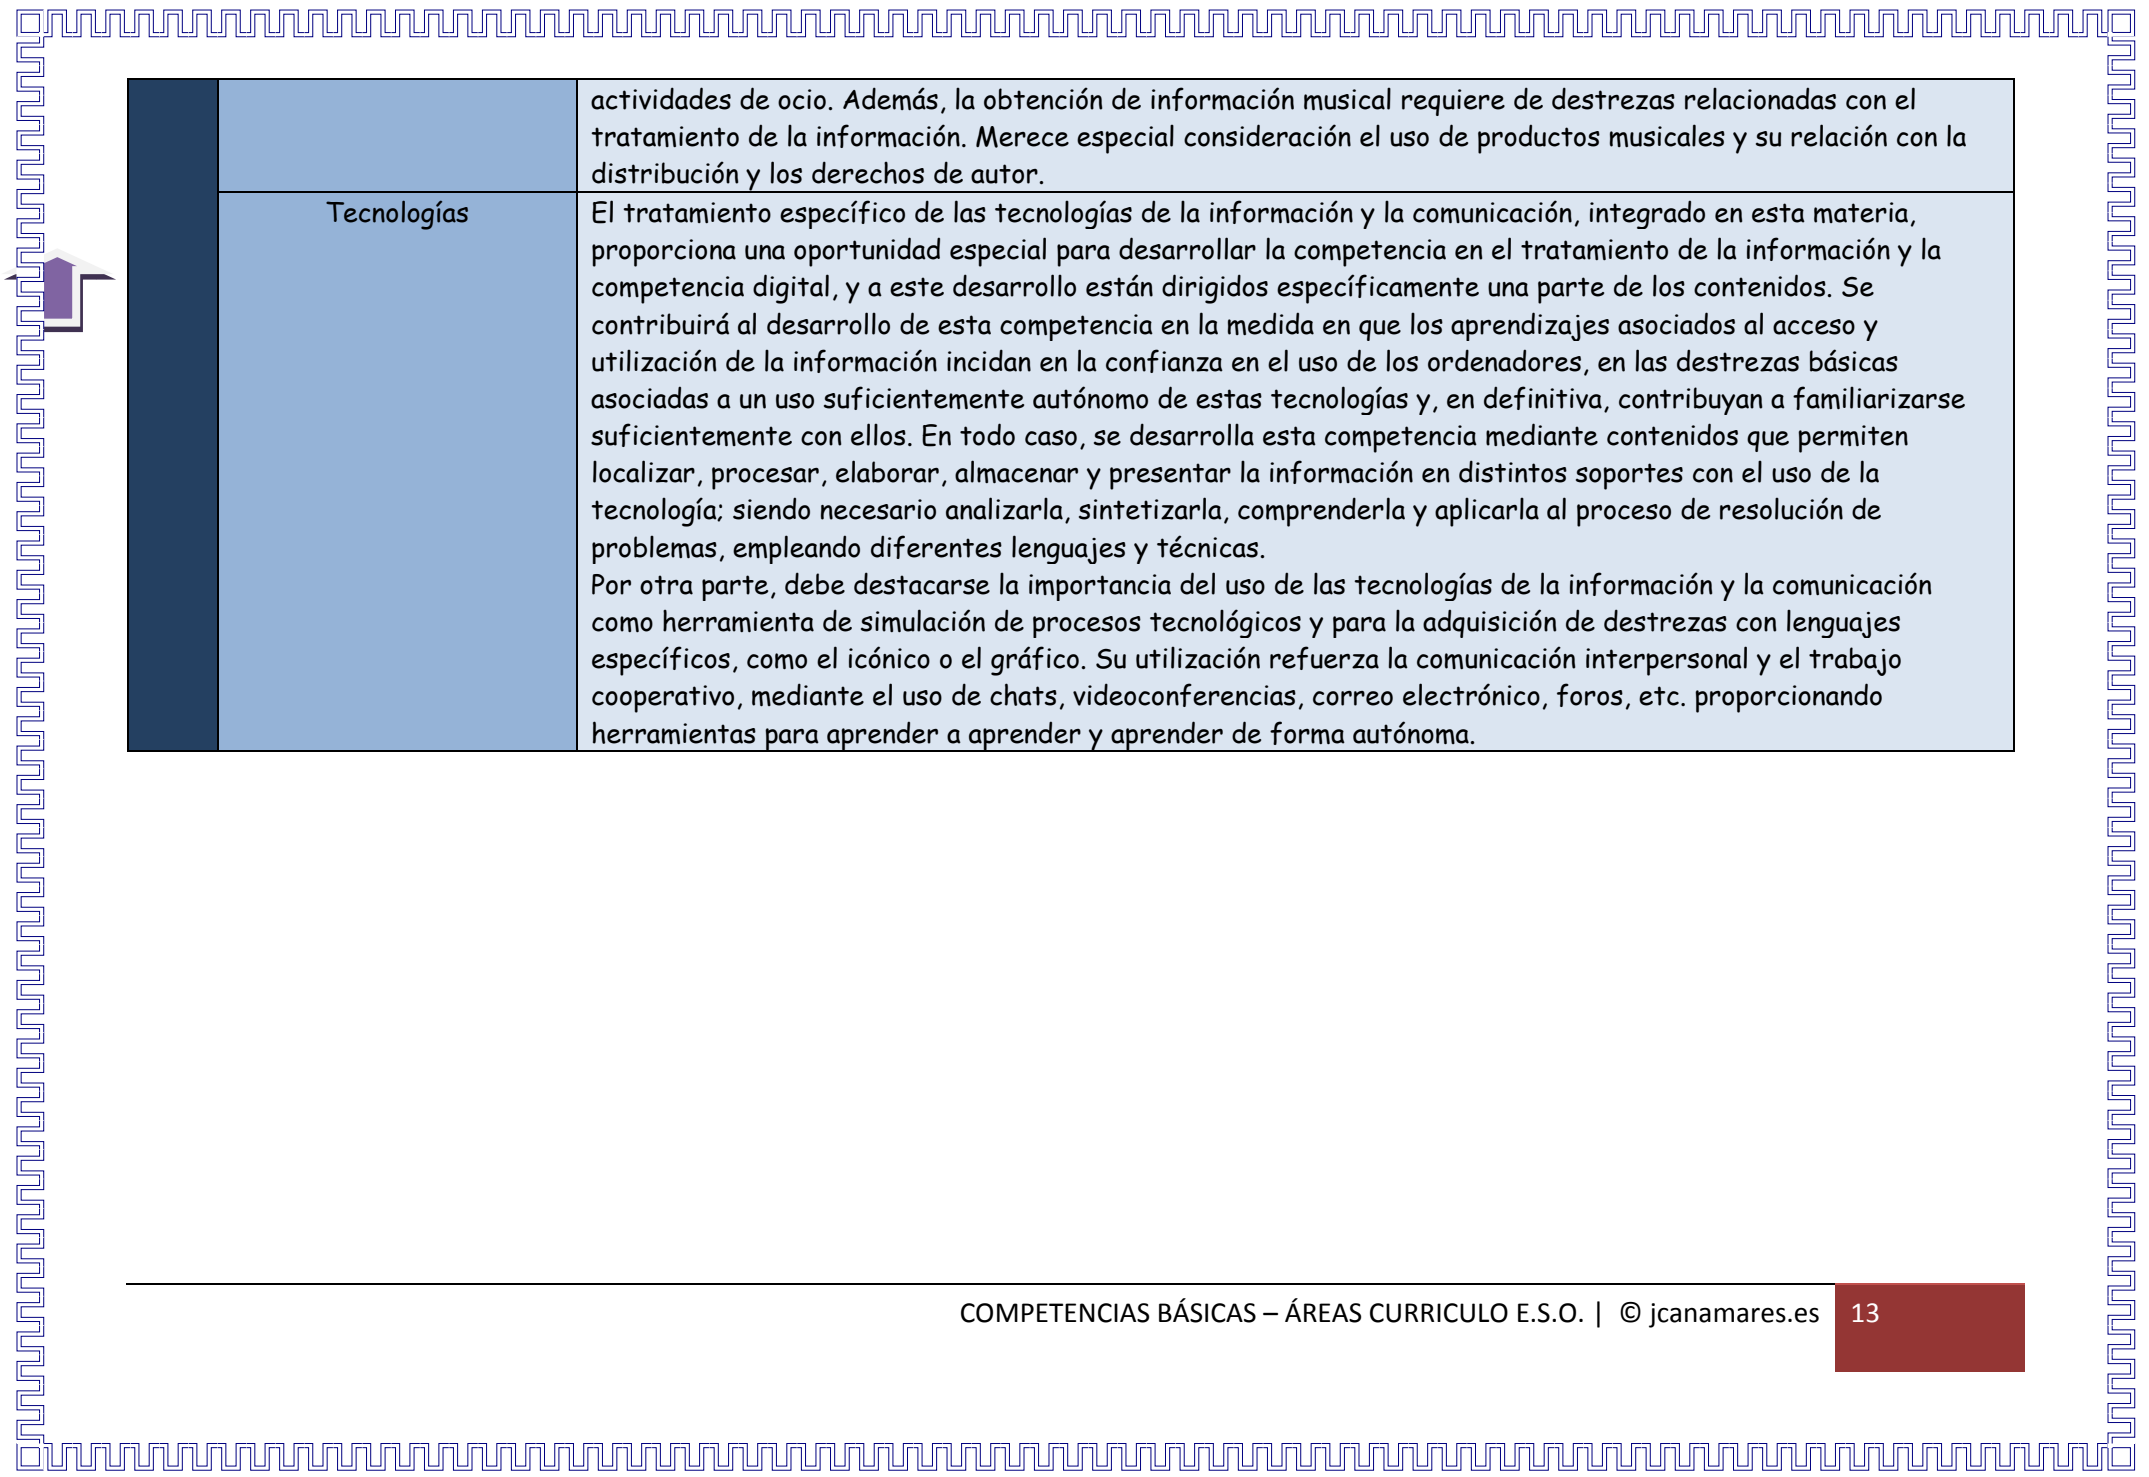 actividades de ocio. Además, la obtención de información musical requiere de destrezas relacionadas con el
tratamiento de la información. Merece especial consideración el uso de productos musicales y su relación con la
distribución y los derechos de autor.
Tecnologías
El tratamiento específico de las tecnologías de la información y la comunicación, integrado en esta materia,
proporciona una oportunidad especial para desarrollar la competencia en el tratamiento de la información y la
competencia digital, y a este desarrollo están dirigidos específicamente una parte de los contenidos. Se
contribuirá al desarrollo de esta competencia en la medida en que los aprendizajes asociados al acceso y
utilización de la información incidan en la confianza en el uso de los ordenadores, en las destrezas básicas
asociadas a un uso suficientemente autónomo de estas tecnologías y, en definitiva, contribuyan a familiarizarse
suficientemente con ellos. En todo caso, se desarrolla esta competencia mediante contenidos que permiten
localizar, procesar, elaborar, almacenar y presentar la información en distintos soportes con el uso de la
tecnología; siendo necesario analizarla, sintetizarla, comprenderla y aplicarla al proceso de resolución de
problemas, empleando diferentes lenguajes y técnicas.
Por otra parte, debe destacarse la importancia del uso de las tecnologías de la información y la comunicación
como herramienta de simulación de procesos tecnológicos y para la adquisición de destrezas con lenguajes
específicos, como el icónico o el gráfico. Su utilización refuerza la comunicación interpersonal y el trabajo
cooperativo, mediante el uso de chats, videoconferencias, correo electrónico, foros, etc. proporcionando
herramientas para aprender a aprender y aprender de forma autónoma.
COMPETENCIAS BÁSICAS – ÁREAS CURRICULO E.S.O. | © jcanamares.es 13